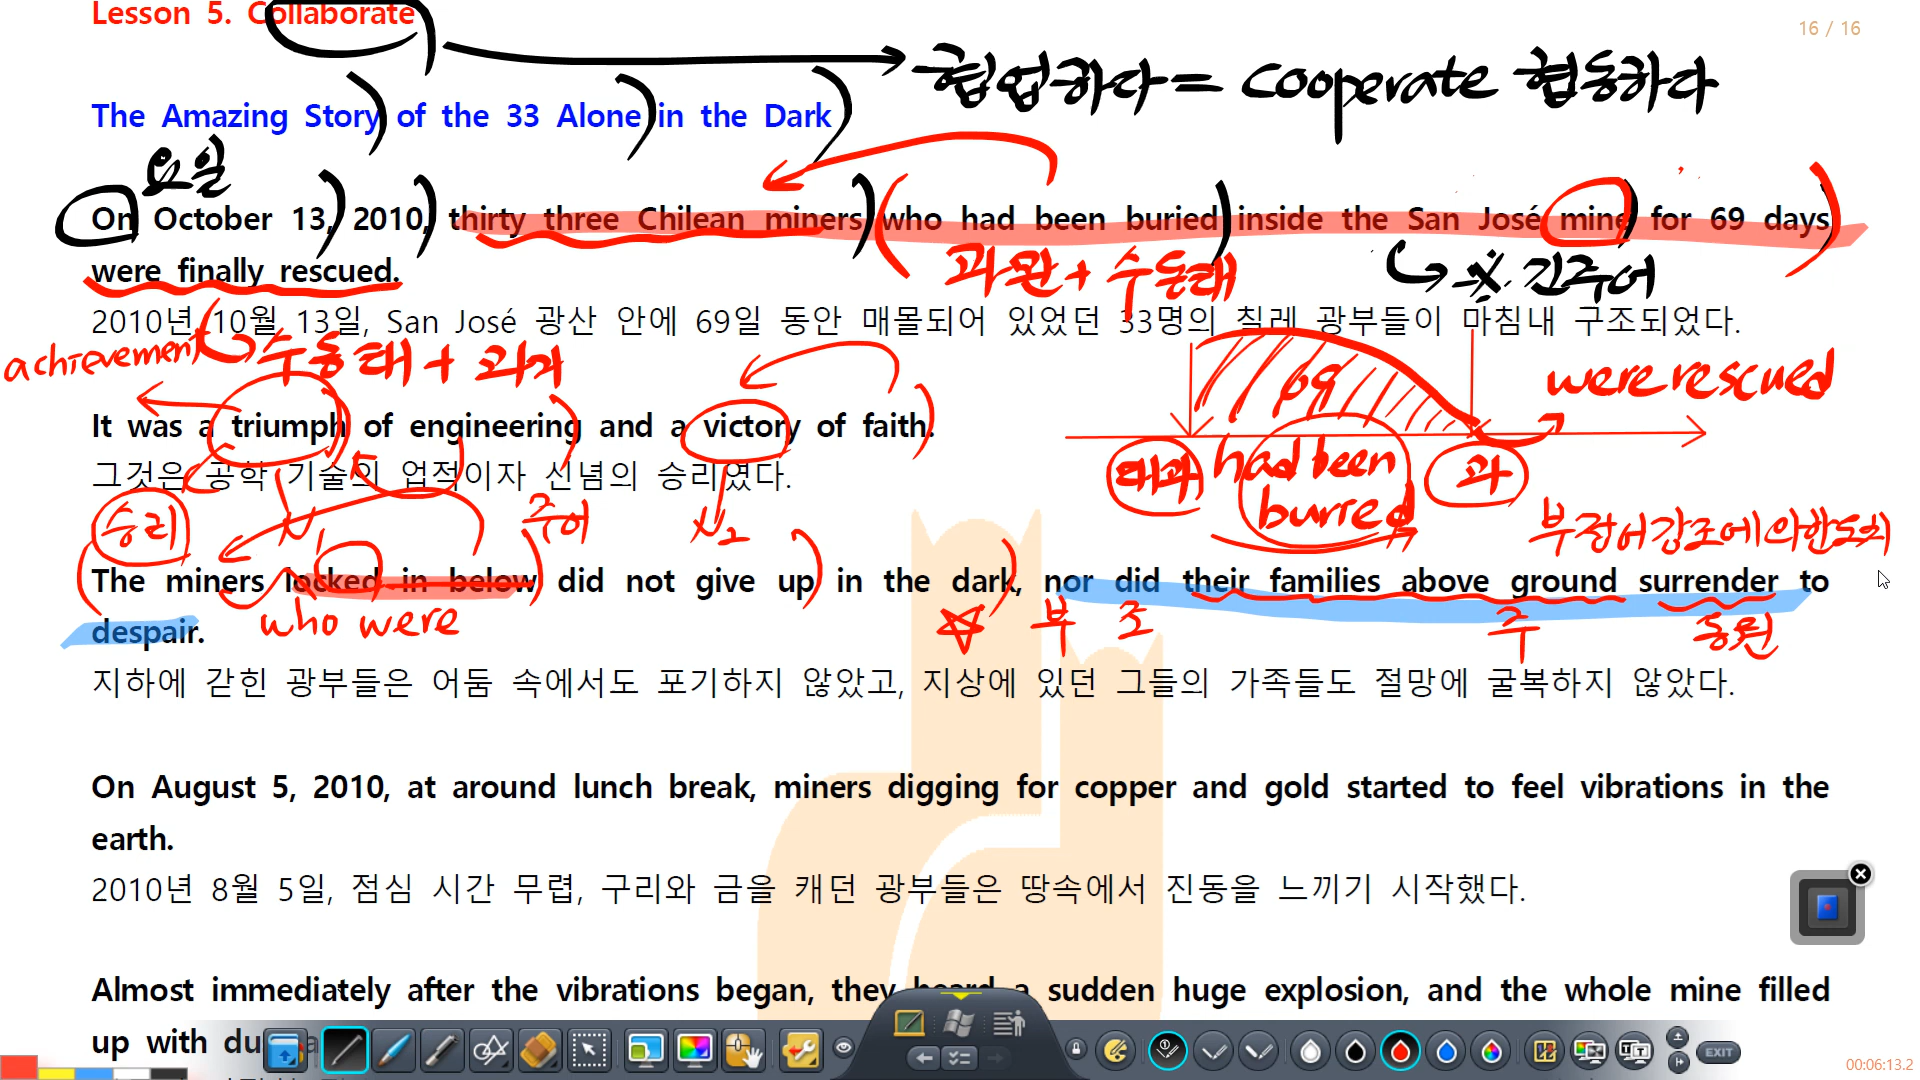 Lesson 5. Collaborate
16 / 16
협업하다 = cooperate 협동하다
The Amazing Story of the 33 Alone in the Dark
요일
On October 13, 2010, thirty three Chilean miners who had been buried inside the San José mine for 69 days
were finally rescued.
과완 + 수동태
긴주어
2010년 10월 13일, San José 광산 안에 69일 동안 매몰되어 있었던 33명의 칠레 광부들이 마침내 구조되었다.
achievement
수동태 + 과거
69
were rescued
It was a triumph of engineering and a victory of faith.
그것은 공학 기술의 업적이자 신념의 승리였다.
대과
had been
burred
과
승리
N1
주어
N2
부정어강조에의한도치
The miners locked in below did not give up in the dark, nor did their families above ground surrender to
despair.
who were
부
조
주
동원
지하에 갇힌 광부들은 어둠 속에서도 포기하지 않았고, 지상에 있던 그들의 가족들도 절망에 굴복하지 않았다.
On August 5, 2010, at around lunch break, miners digging for copper and gold started to feel vibrations in the
earth.
2010년 8월 5일, 점심 시간 무렵, 구리와 금을 캐던 광부들은 땅속에서 진동을 느끼기 시작했다.
Almost immediately after the vibrations began, they heard a sudden huge explosion, and the whole mine filled
up with
EXIT
00:06:13.2